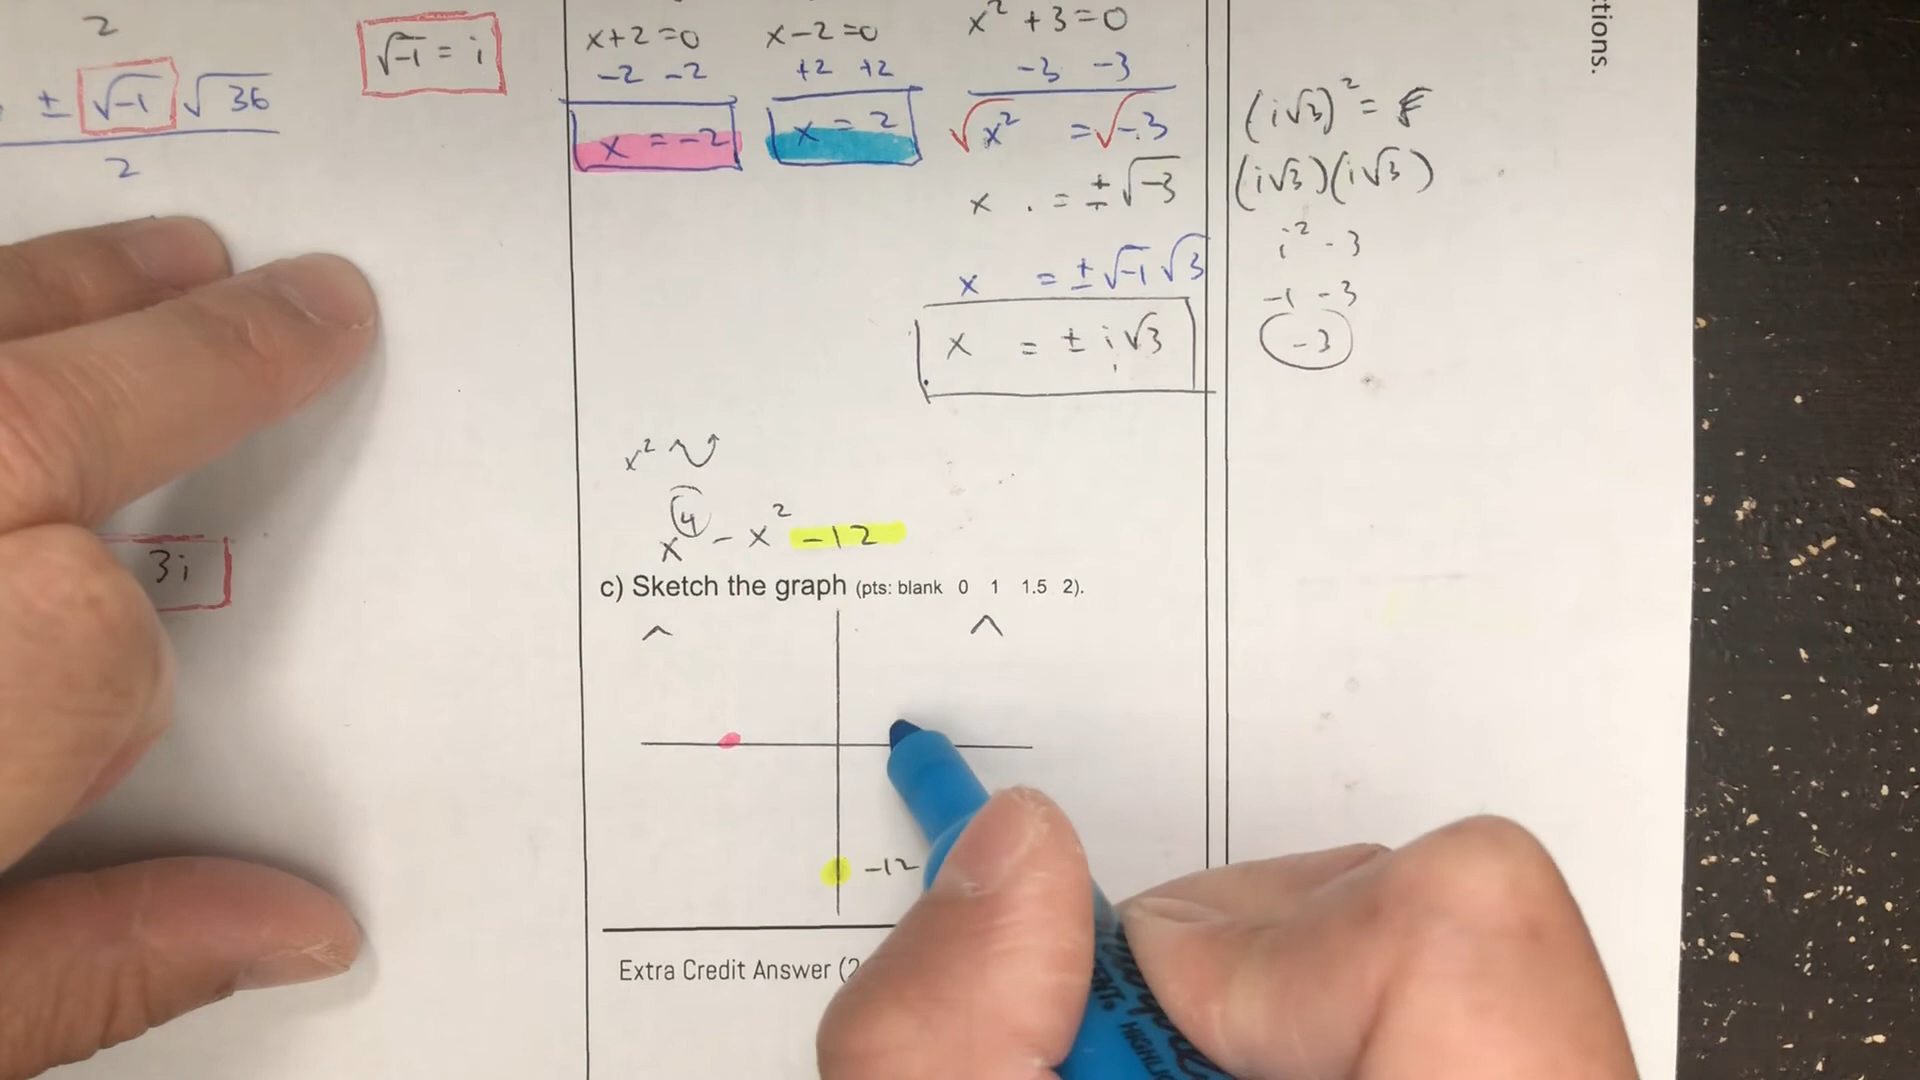 2
± √-1 √36
2
√-1 = i
3i
x+2=0
-2 -2
x = -2
x-2=0
+2 +2
x = 2
x² +3=0
-3 -3
√x² = √-3
x = ±√-3
x = ±√-1 √3
x = ± i√3
(i√3)² =
(i√3)(i√3)
i² · 3
-1 · 3
-3
x²
x⁴ - x² -12
c) Sketch the graph (pts: blank 0 1 1.5 2).
-12
Extra Credit Answer (2
ctions.